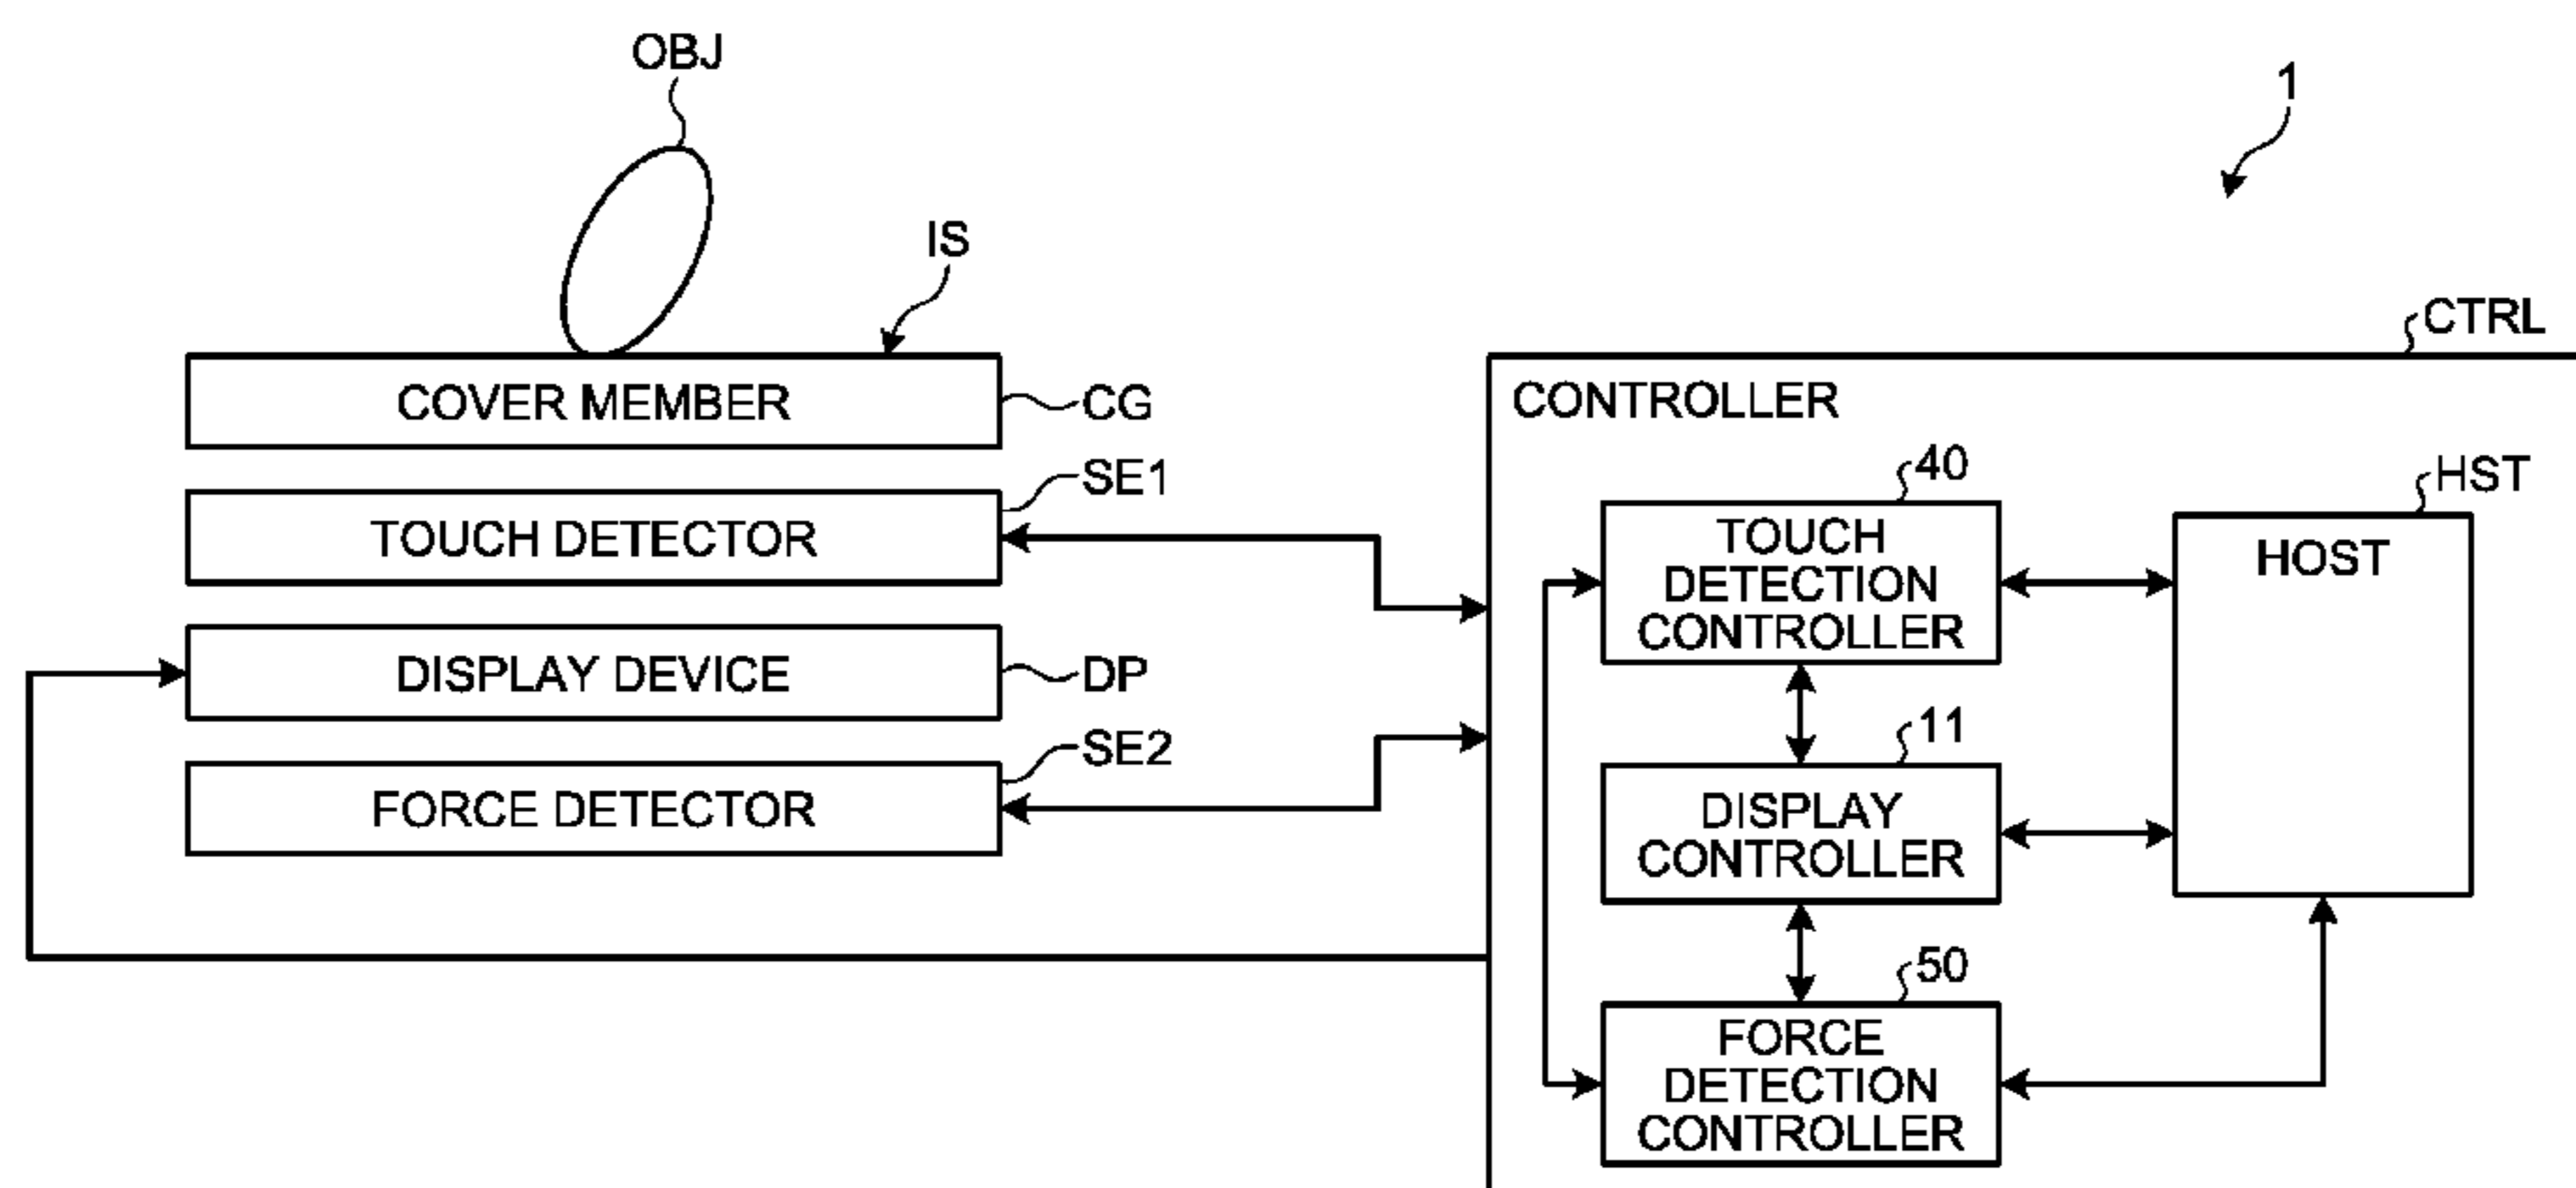 OBJ
1
IS
CTRL
COVER MEMBER
CG
CONTROLLER
SE1
40
HST
TOUCH DETECTOR
TOUCH
DETECTION
CONTROLLER
HOST
DISPLAY DEVICE
DP
11
SE2
DISPLAY
CONTROLLER
FORCE DETECTOR
50
FORCE
DETECTION
CONTROLLER